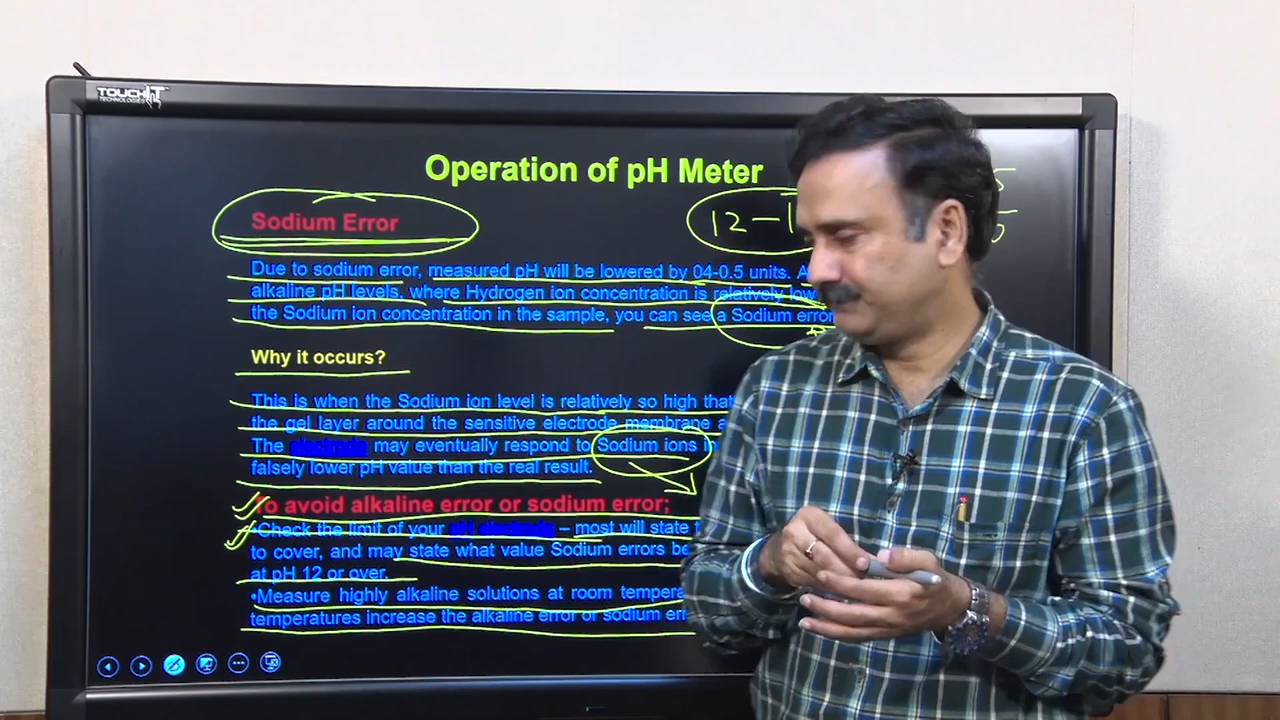 TOUCHIT
TECHNOLOGIES
Operation of pH Meter
Sodium Error
12 –
Due to sodium error, measured pH will be lowered by 04-0.5 units.
alkaline pH levels, where Hydrogen ion concentration is relatively low
the Sodium ion concentration in the sample, you can see a Sodium error
Why it occurs?
This is when the Sodium ion level is relatively so high that
the gel layer around the sensitive electrode membrane
The electrode may eventually respond to Sodium ions
falsely lower pH value than the real result.
To avoid alkaline error or sodium error;
•Check the limit of your pH electrode – most will state
to cover, and may state what value Sodium errors
at pH 12 or over.
•Measure highly alkaline solutions at room
temperatures increase the alkaline error or sodium